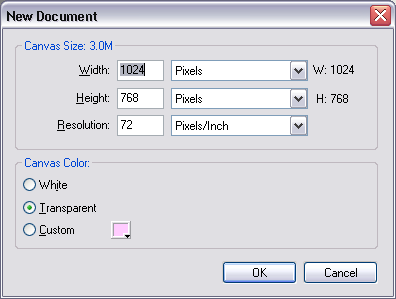 New Document
Canvas Size: 3.0M
Width: 1024 Pixels W: 1024
Height: 768 Pixels H: 768
Resolution: 72 Pixels/Inch
Canvas Color:
White
Transparent
Custom
OK Cancel